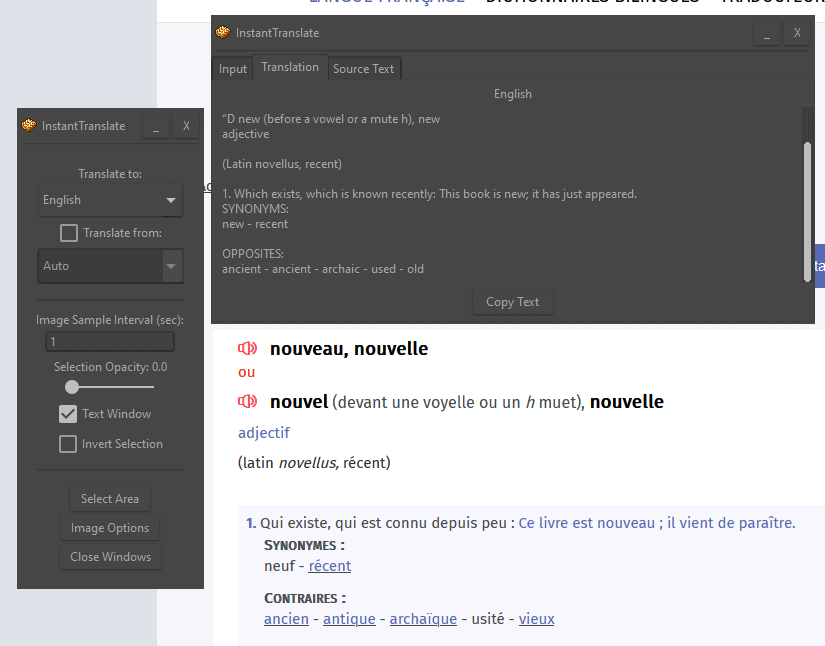 LANGUE FRANÇAISE
DICTIONNAIRES BILINGUES
TRADUCTEUR
InstantTranslate
_ X
Input Translation Source Text
English
"D new (before a vowel or a mute h), new
adjective
(Latin novellus, recent)
1. Which exists, which is known recently: This book is new; it has just appeared.
SYNONYMS:
new - recent
OPPOSITES:
ancient - ancient - archaic - used - old
Copy Text
InstantTranslate
_ X
Translate to:
English
Translate from:
Auto
Image Sample Interval (sec):
1
Selection Opacity: 0.0
Text Window
Invert Selection
Select Area
Image Options
Close Windows
nouveau, nouvelle
ou
nouvel (devant une voyelle ou un h muet), nouvelle
adjectif
(latin novellus, récent)
1. Qui existe, qui est connu depuis peu : Ce livre est nouveau ; il vient de paraître.
SYNONYMES :
neuf - récent
CONTRAIRES :
ancien - antique - archaïque - usité - vieux